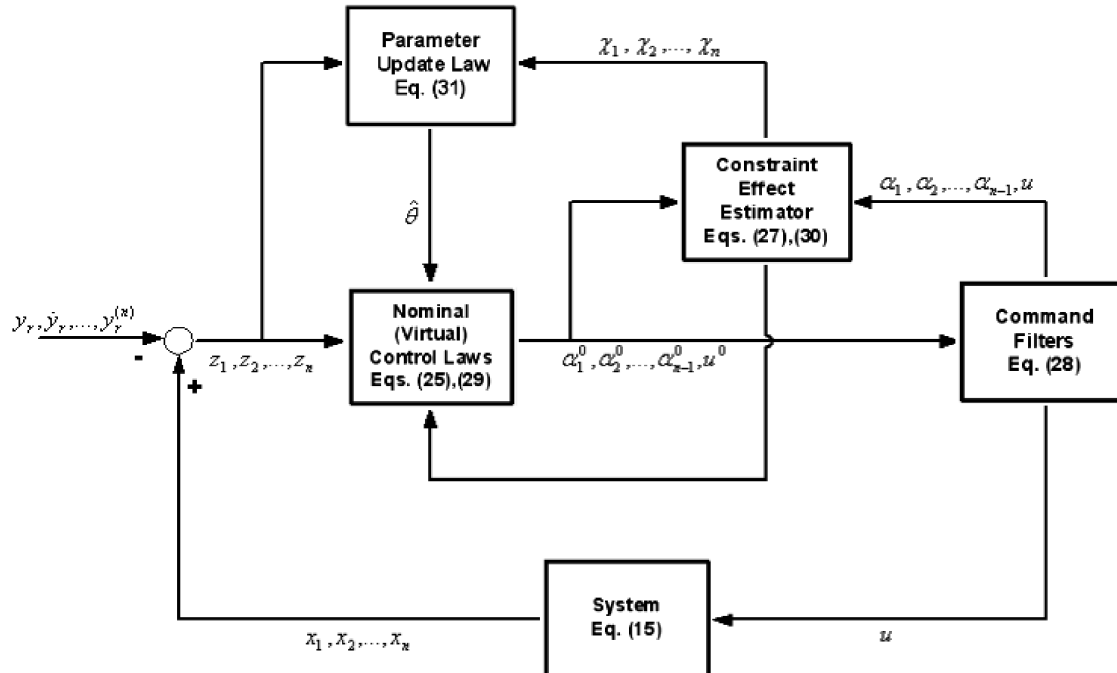 Parameter
Update Law
Eq. (31)
χ₁, χ₂,..., χₙ
Constraint
Effect
Estimator
Eqs. (27),(30)
α₁, α₂,..., αₙ₋₁, u
θ̂
yᵣ, ẏᵣ,..., yᵣ⁽ⁿ⁾
-
+
z₁, z₂,..., zₙ
Nominal
(Virtual)
Control Laws
Eqs. (25),(29)
α₁⁰, α₂⁰,..., αₙ₋₁⁰, u⁰
Command
Filters
Eq. (28)
System
Eq. (15)
x₁, x₂,..., xₙ
u